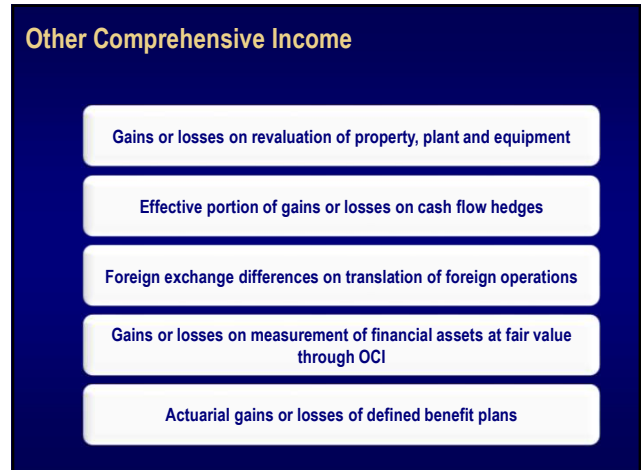 Other Comprehensive Income
Gains or losses on revaluation of property, plant and equipment
Effective portion of gains or losses on cash flow hedges
Foreign exchange differences on translation of foreign operations
Gains or losses on measurement of financial assets at fair value
through OCI
Actuarial gains or losses of defined benefit plans